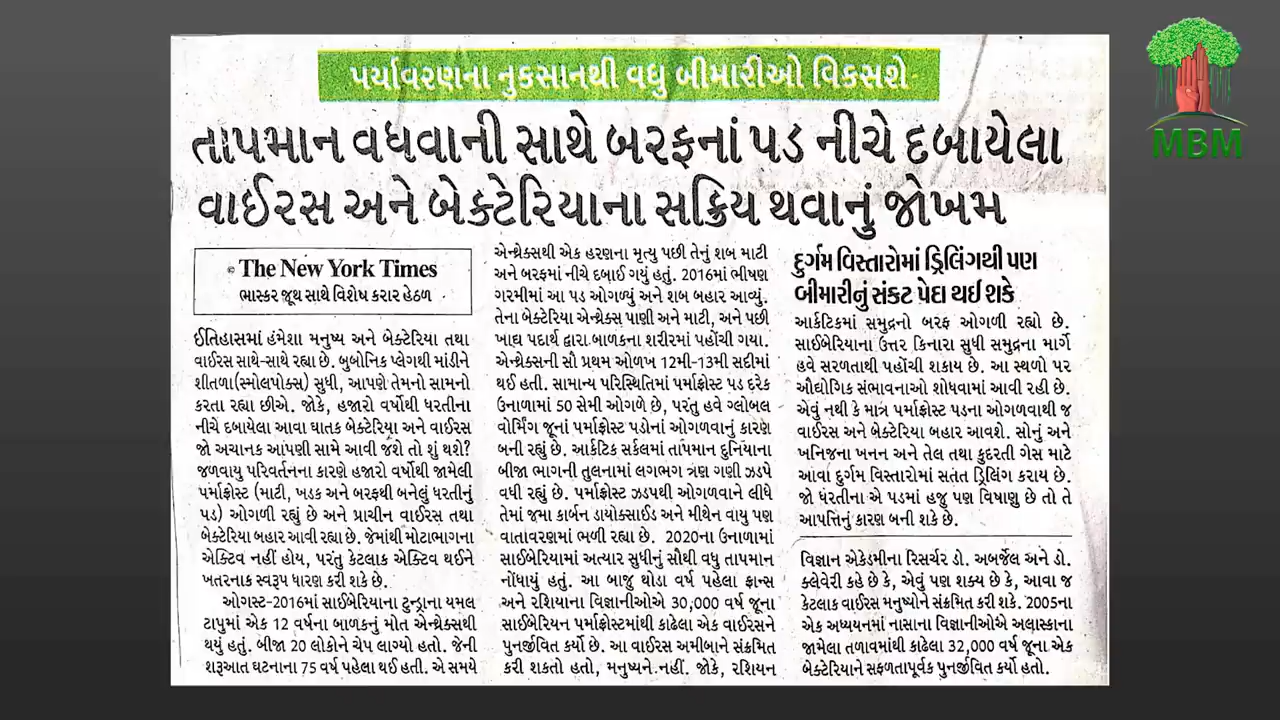 પર્યાવરણના નુકસાનથી વધુ બીમારીઓ વિકસશે
તાપમાન વધવાની સાથે બરફનાં પડ નીચે દબાયેલા
વાઈરસ અને બેક્ટેરિયાના સક્રિય થવાનું જોખમ
© The New York Times
ભાસ્કર જૂથ સાથે વિશેષ કરાર હેઠળ
ઈતિહાસમાં હંમેશા મનુષ્ય અને બેક્ટેરિયા તથા
વાઈરસ સાથે-સાથે રહ્યા છે. બુબોનિક પ્લેગથી માંડીને
શીતળા(સ્મોલપોક્સ) સુધી, આપણે તેમનો સામનો
કરતા રહ્યા છીએ. જોકે, હજારો વર્ષોથી ધરતીના
નીચે દબાયેલા આવા ઘાતક બેક્ટેરિયા અને વાઈરસ
જો અચાનક આપણી સામે આવી જશે તો શું થશે?
જળવાયુ પરિવર્તનના કારણે હજારો વર્ષોથી જામેલી
પર્માફ્રોસ્ટ (માટી, ખડક અને બરફથી બનેલું ધરતીનું
પડ) ઓગળી રહ્યું છે અને પ્રાચીન વાઈરસ તથા
બેક્ટેરિયા બહાર આવી રહ્યા છે. જેમાંથી મોટાભાગના
એક્ટિવ નહીં હોય, પરંતુ કેટલાક એક્ટિવ થઈને
ખતરનાક સ્વરૂપ ધારણ કરી શકે છે.
ઓગસ્ટ-2016માં સાઈબેરિયાના ટુન્ડ્રાના યમલ
ટાપુમાં એક 12 વર્ષના બાળકનું મોત એન્થ્રેક્સથી
થયું હતું. બીજા 20 લોકોને ચેપ લાગ્યો હતો. જેની
શરૂઆત ઘટનાના 75 વર્ષ પહેલા થઈ હતી. એ સમયે
એન્થ્રેક્સથી એક હરણના મૃત્યુ પછી તેનું શબ માટી
અને બરફમાં નીચે દબાઈ ગયું હતું. 2016માં ભીષણ
ગરમીમાં આ પડ ઓગળ્યું અને શબ બહાર આવ્યું.
તેના બેક્ટેરિયા એન્થ્રેક્સ પાણી અને માટી, અને પછી
ખાદ્ય પદાર્થ દ્વારા બાળકના શરીરમાં પહોંચી ગયા.
એન્થ્રેક્સની સૌ પ્રથમ ઓળખ 12મી-13મી સદીમાં
થઈ હતી. સામાન્ય પરિસ્થિતિમાં પર્માફ્રોસ્ટ પડ દરેક
ઉનાળામાં 50 સેમી ઓગળે છે, પરંતુ હવે ગ્લોબલ
વોર્મિંગ જૂનાં પર્માફ્રોસ્ટ પડોનાં ઓગળવાનું કારણ
બની રહ્યું છે. આર્કટિક સર્કલમાં તાપમાન દુનિયાના
બીજા ભાગની તુલનામાં લગભગ ત્રણ ગણી ઝડપે
વધી રહ્યું છે. પર્માફ્રોસ્ટ ઝડપથી ઓગળવાને લીધે
તેમાં જમા કાર્બન ડાયોક્સાઈડ અને મીથેન વાયુ પણ
વાતાવરણમાં ભળી રહ્યા છે. 2020ના ઉનાળામાં
સાઈબેરિયામાં અત્યાર સુધીનું સૌથી વધુ તાપમાન
નોંધાયું હતું. આ બાજુ થોડા વર્ષ પહેલા ફ્રાન્સ
અને રશિયાના વિજ્ઞાનીઓએ 30,000 વર્ષ જૂના
સાઈબેરિયન પર્માફ્રોસ્ટમાંથી કાઢેલા એક વાઈરસને
પુનર્જીવિત કર્યો છે. આ વાઈરસ અમીબાને સંક્રમિત
કરી શકતો હતો, મનુષ્યને નહીં. જોકે, રશિયન
દુર્ગમ વિસ્તારોમાં ડ્રિલિંગથી પણ
બીમારીનું સંકટ પેદા થઈ શકે
આર્કટિકમાં સમુદ્રનો બરફ ઓગળી રહ્યો છે.
સાઈબેરિયાના ઉત્તર કિનારા સુધી સમુદ્રના માર્ગે
હવે સરળતાથી પહોંચી શકાય છે. આ સ્થળો પર
ઔદ્યોગિક સંભાવનાઓ શોધવામાં આવી રહી છે.
એવું નથી કે માત્ર પર્માફ્રોસ્ટ પડના ઓગળવાથી જ
વાઈરસ અને બેક્ટેરિયા બહાર આવશે. સોનું અને
ખનિજના ખનન અને તેલ તથા કુદરતી ગેસ માટે
આવા દુર્ગમ વિસ્તારોમાં સતત ડ્રિલિંગ કરાય છે.
જો ધરતીના એ પડમાં હજુ પણ વિષાણુ છે તો તે
આપત્તિનું કારણ બની શકે છે.
વિજ્ઞાન એકેડમીના રિસર્ચર ડો. અબર્જેલ અને ડો.
ક્લેવેરી કહે છે કે, એવું પણ શક્ય છે કે, આવા જ
કેટલાક વાઈરસ મનુષ્યોને સંક્રમિત કરી શકે. 2005ના
એક અધ્યયનમાં નાસાના વિજ્ઞાનીઓએ અલાસ્કાના
જામેલા તળાવમાંથી કાઢેલા 32,000 વર્ષ જૂના એક
બેક્ટેરિયાને સફળતાપૂર્વક પુનર્જીવિત કર્યો હતો.
MBM